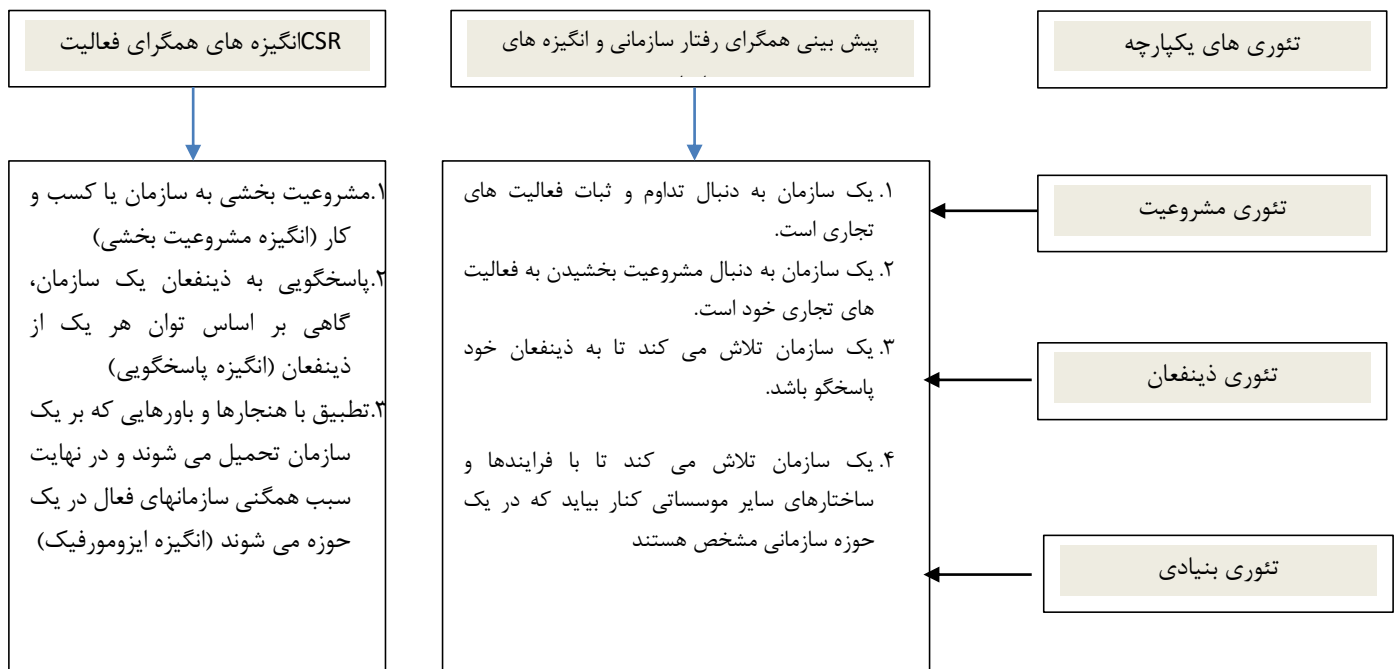 تئوری های یکپارچه
پیش بینی همگرای رفتار سازمانی و انگیزه های
انگیزه های همگرای فعالیت CSR
تئوری مشروعیت
تئوری ذینفعان
تئوری بنیادی
۱. یک سازمان به دنبال تداوم و ثبات فعالیت های
تجاری است.
۲. یک سازمان به دنبال مشروعیت بخشیدن به فعالیت
های تجاری خود است.
۳. یک سازمان تلاش می کند تا به ذینفعان خود
پاسخگو باشد.
۴. یک سازمان تلاش می کند تا با فرایندها و
ساختارهای سایر موسساتی کنار بیاید که در یک
حوزه سازمانی مشخص هستند
۱.مشروعیت بخشی به سازمان یا کسب و
کار (انگیزه مشروعیت بخشی)
۲.پاسخگویی به ذینفعان یک سازمان،
گاهی بر اساس توان هر یک از
ذینفعان (انگیزه پاسخگویی)
۳.تطبیق با هنجارها و باورهایی که بر یک
سازمان تحمیل می شوند و در نهایت
سبب همگنی سازمانهای فعال در یک
حوزه می شوند (انگیزه ایزومورفیک)